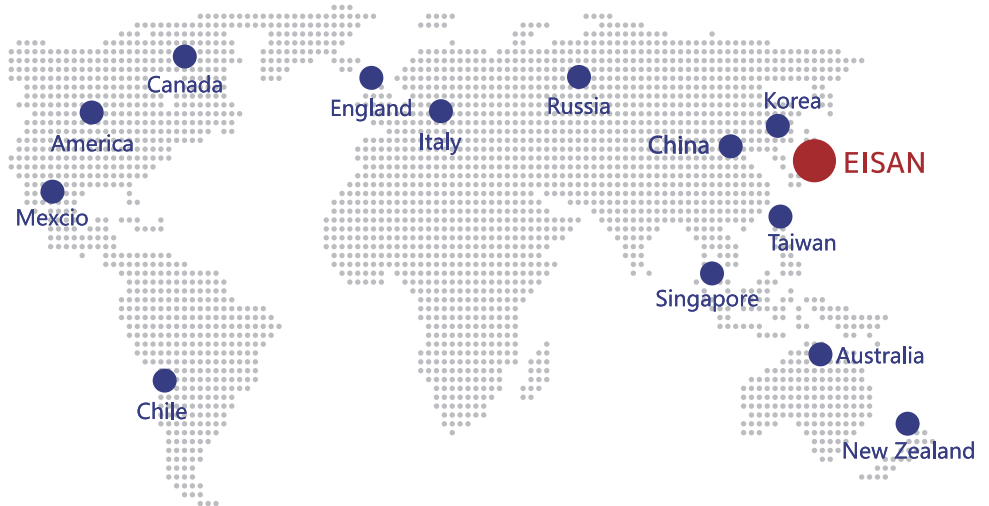 Canada
England
Russia
Korea
America
Italy
China
EISAN
Mexcio
Taiwan
Singapore
Australia
Chile
New Zealand